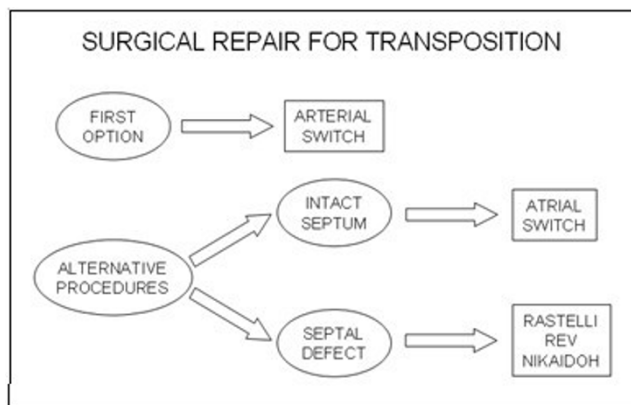 SURGICAL REPAIR FOR TRANSPOSITION
FIRST
OPTION
ARTERIAL
SWITCH
INTACT
SEPTUM
ATRIAL
SWITCH
ALTERNATIVE
PROCEDURES
SEPTAL
DEFECT
RASTELLI
REV
NIKAIDOH